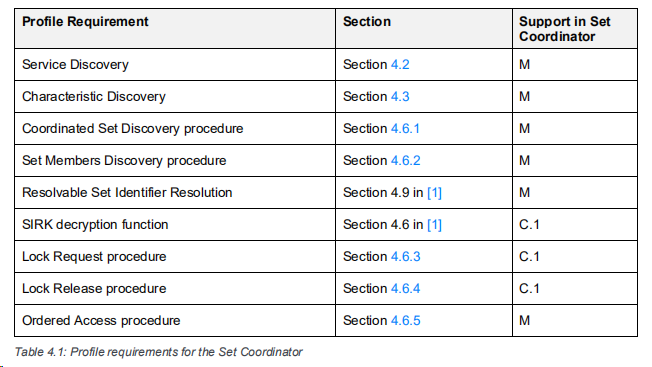 Profile Requirement Section Support in Set
Coordinator
Service Discovery Section 4.2 M
Characteristic Discovery Section 4.3 M
Coordinated Set Discovery procedure Section 4.6.1 M
Set Members Discovery procedure Section 4.6.2 M
Resolvable Set Identifier Resolution Section 4.9 in [1] M
SIRK decryption function Section 4.6 in [1] C.1
Lock Request procedure Section 4.6.3 C.1
Lock Release procedure Section 4.6.4 C.1
Ordered Access procedure Section 4.6.5 M
Table 4.1: Profile requirements for the Set Coordinator